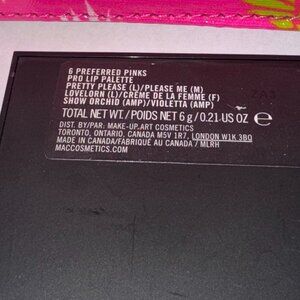 6 PREFERRED PINKS
PRO LIP PALETTE
PRETTY PLEASE (L)/PLEASE ME (M)
LOVELORN (L)/CRÈME DE LA FEMME (F)
SHOW ORCHID (AMP)/VIOLETTA (AMP)
TOTAL NET WT./POIDS NET 6 g/0.21 US OZ ℮
DIST. BY/PAR: MAKE-UP ART COSMETICS
TORONTO, ONTARIO, CANADA M5V 1R7, LONDON W1K 3BQ
MADE IN CANADA/FABRIQUÉ AU CANADA / MLRH
MACCOSMETICS.COM